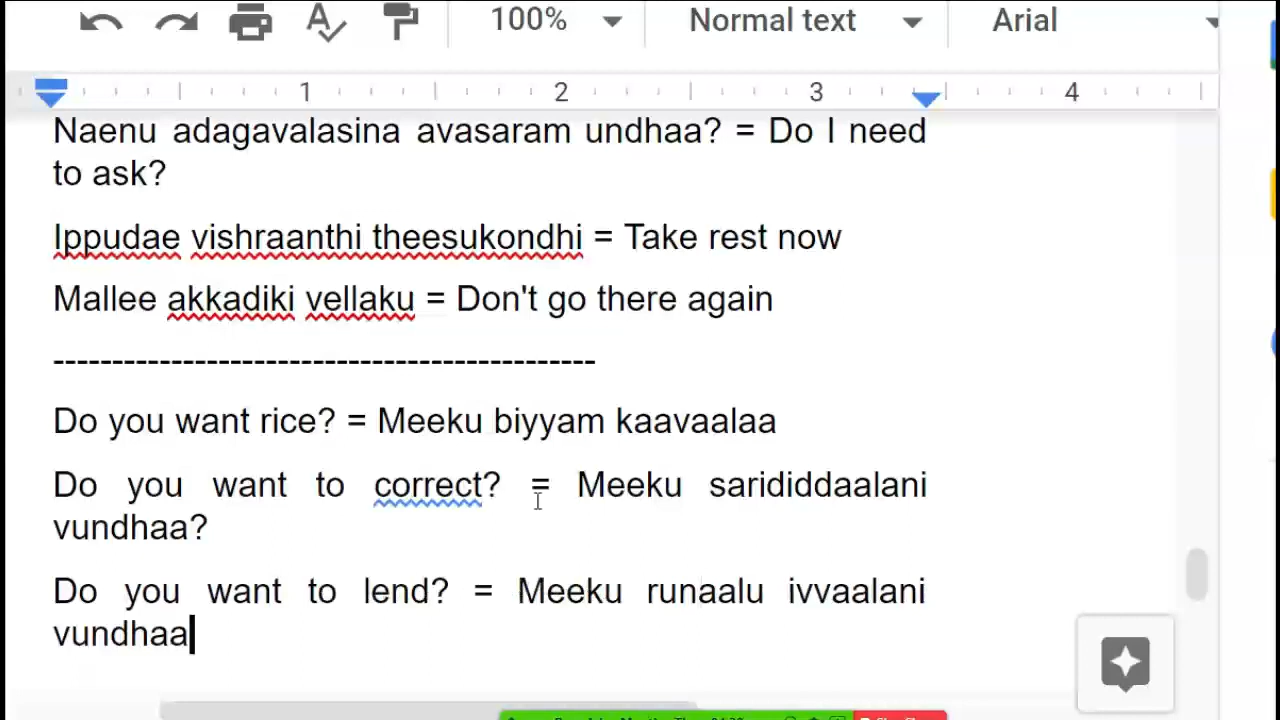 100% Normal text Arial
1 2 3 4
Naenu adagavalasina avasaram undhaa? = Do I need
to ask?
Ippudae vishraanthi theesukondhi = Take rest now
Mallee akkadiki vellaku = Don't go there again
----------------------------------------------
Do you want rice? = Meeku biyyam kaavaalaa
Do you want to correct? = Meeku sarididdaalani
vundhaa?
Do you want to lend? = Meeku runaalu ivvaalani
vundhaa